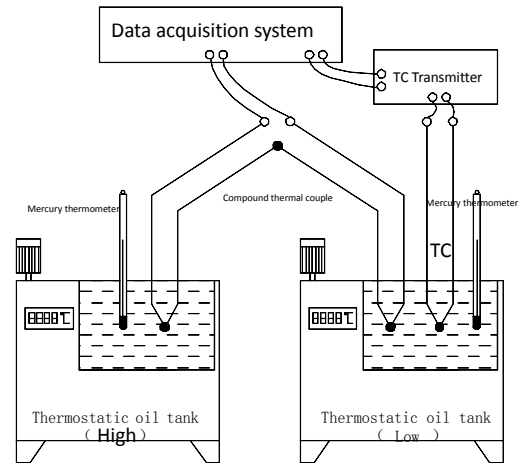 Data acquisition system
TC Transmitter
Compound thermal couple
Mercury thermometer
Mercury thermometer
TC
8888℃
8888℃
Thermostatic oil tank
( High )
Thermostatic oil tank
( Low )